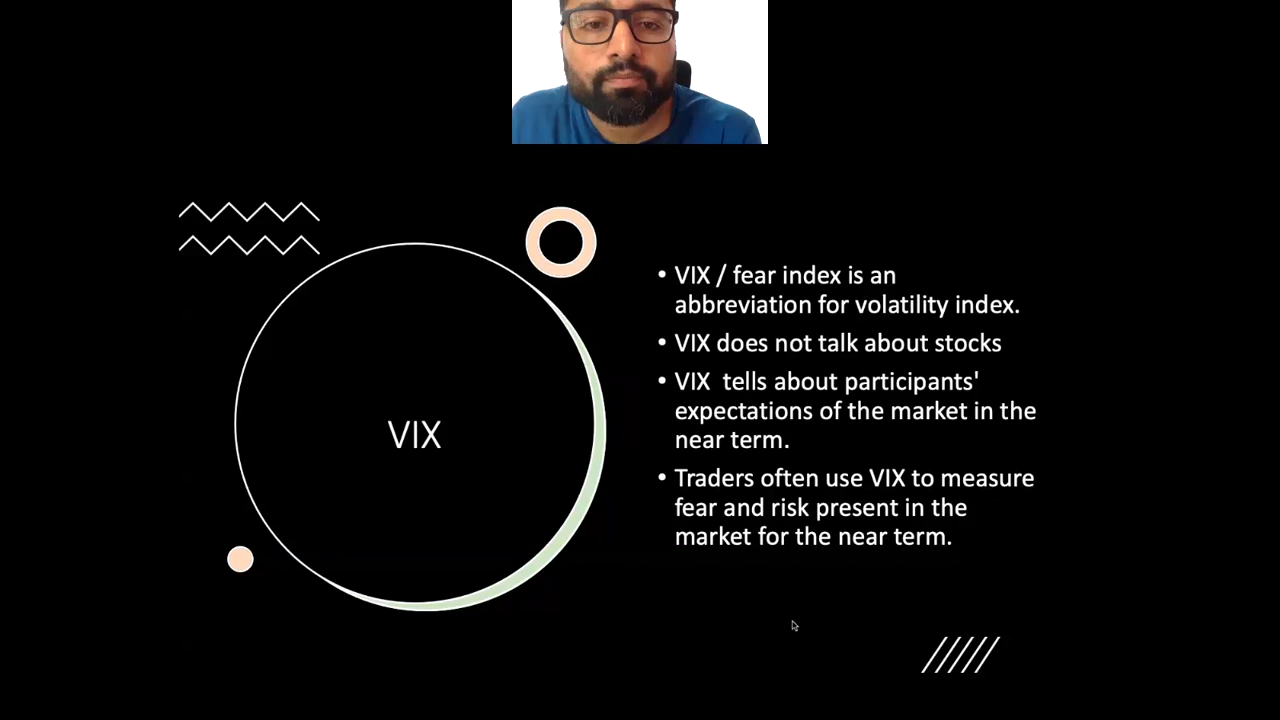 VIX
• VIX / fear index is an
abbreviation for volatility index.
• VIX does not talk about stocks
• VIX  tells about participants'
expectations of the market in the
near term.
• Traders often use VIX to measure
fear and risk present in the
market for the near term.